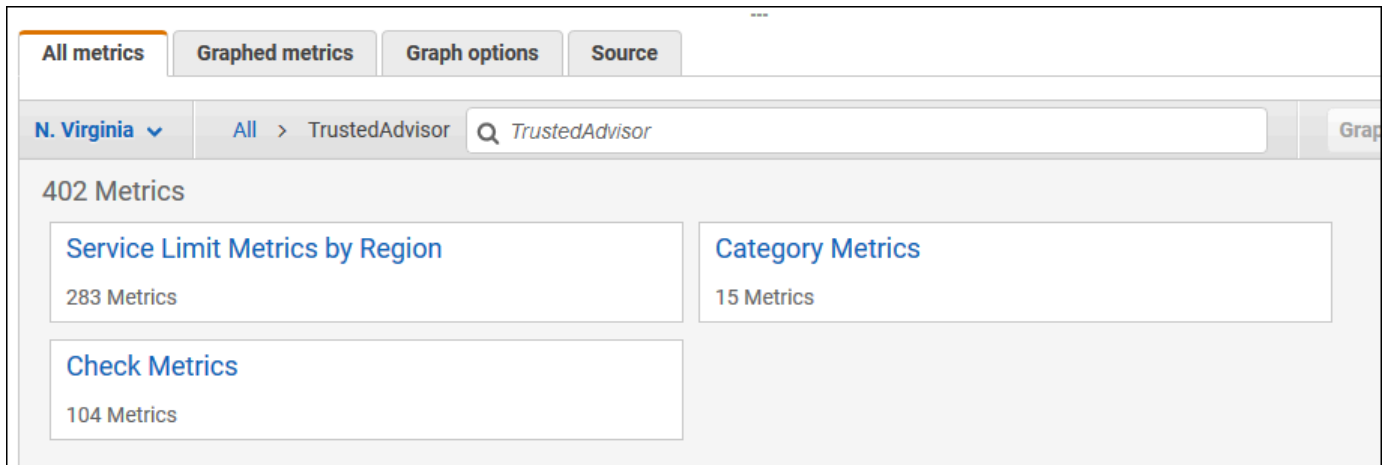 All metrics Graphed metrics Graph options Source
N. Virginia All > TrustedAdvisor TrustedAdvisor Grap
402 Metrics
Service Limit Metrics by Region
283 Metrics
Category Metrics
15 Metrics
Check Metrics
104 Metrics